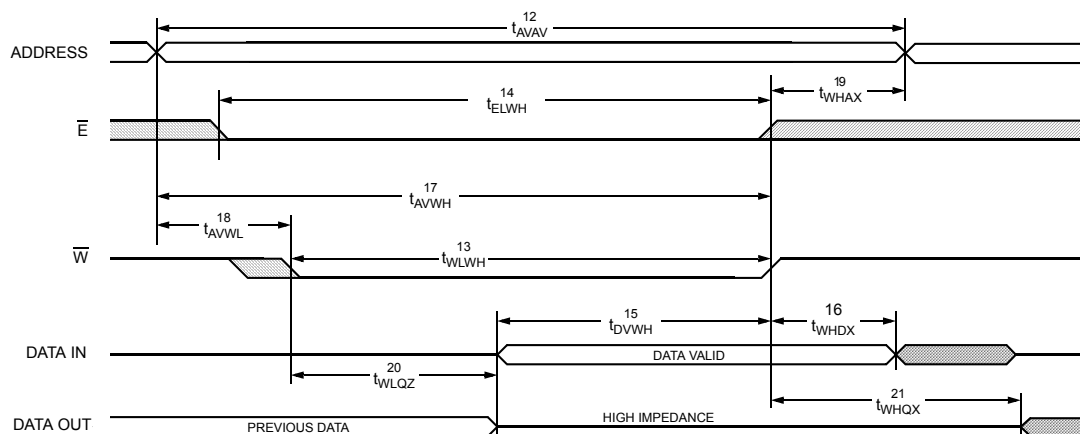 12
tAVAV
ADDRESS
14
tELWH
19
tWHAX
E
17
tAVWH
18
tAVWL
13
tWLWH
W
15
tDVWH
16
tWHDX
DATA IN
DATA VALID
20
tWLQZ
21
tWHQX
DATA OUT
PREVIOUS DATA
HIGH IMPEDANCE